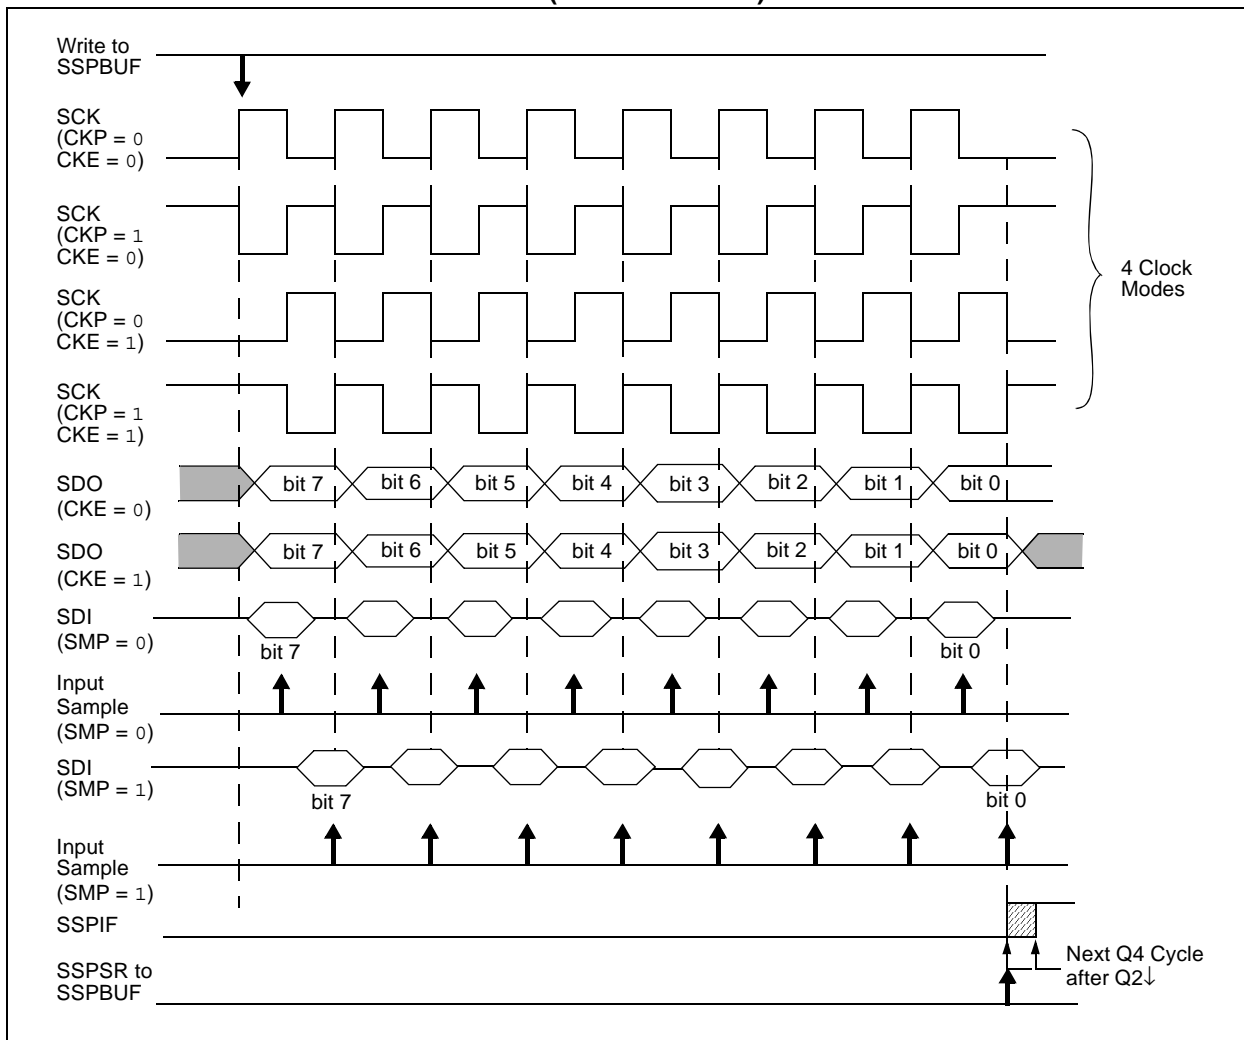 Write to
SSPBUF
SCK
(CKP = 0
CKE = 0)
SCK
(CKP = 1
CKE = 0)
SCK
(CKP = 0
CKE = 1)
SCK
(CKP = 1
CKE = 1)
4 Clock
Modes
SDO
(CKE = 0)
bit 7 bit 6 bit 5 bit 4 bit 3 bit 2 bit 1 bit 0
SDO
(CKE = 1)
bit 7 bit 6 bit 5 bit 4 bit 3 bit 2 bit 1 bit 0
SDI
(SMP = 0)
bit 7 bit 0
Input
Sample
(SMP = 0)
SDI
(SMP = 1)
bit 7 bit 0
Input
Sample
(SMP = 1)
SSPIF
SSPSR to
SSPBUF
Next Q4 Cycle
after Q2↓